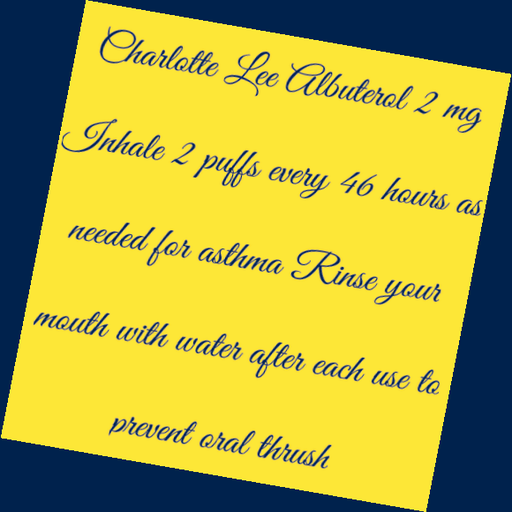 Charlotte Lee Albuterol 2 mg
Inhale 2 puffs every 46 hours as
needed for asthma Rinse your
mouth with water after each use to
prevent oral thrush